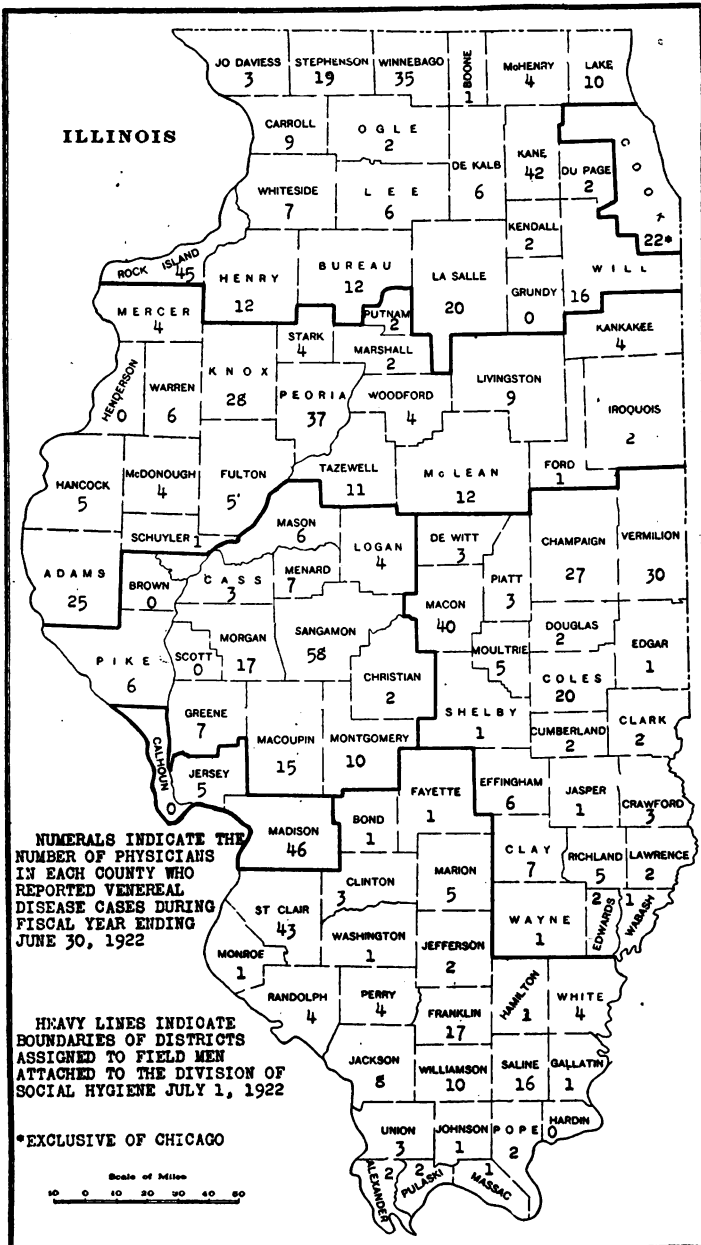 ILLINOIS
JO DAVIESS
3
STEPHENSON
19
WINNEBAGO
35
BOONE
1
McHENRY
4
LAKE
10
CARROLL
9
OGLE
2
DE KALB
6
KANE
42
DU PAGE
2
COOK
22*
WHITESIDE
7
LEE
6
KENDALL
2
ROCK ISLAND
45
HENRY
12
BUREAU
12
LA SALLE
20
GRUNDY
0
WILL
16
MERCER
4
PUTNAM
2
KANKAKEE
4
STARK
4
MARSHALL
2
HENDERSON
0
WARREN
6
KNOX
28
PEORIA
37
WOODFORD
4
LIVINGSTON
9
IROQUOIS
2
HANCOCK
5
McDONOUGH
4
FULTON
5
TAZEWELL
11
McLEAN
12
FORD
1
SCHUYLER 1
MASON
6
LOGAN
4
DE WITT
3
CHAMPAIGN
27
VERMILION
30
ADAMS
25
BROWN
0
CASS
3
MENARD
7
PIATT
3
MACON
40
DOUGLAS
2
EDGAR
1
PIKE
6
SCOTT
0
MORGAN
17
SANGAMON
58
CHRISTIAN
2
MOULTRIE
5
COLES
20
SHELBY
1
CUMBERLAND
2
CLARK
2
GREENE
7
MACOUPIN
15
MONTGOMERY
10
CALHOUN
0
JERSEY
5
FAYETTE
1
EFFINGHAM
6
JASPER
1
CRAWFORD
3
MADISON
46
BOND
1
CLAY
7
RICHLAND
5
LAWRENCE
2
NUMERALS INDICATE THE
NUMBER OF PHYSICIANS
IN EACH COUNTY WHO
REPORTED VENEREAL
DISEASE CASES DURING
FISCAL YEAR ENDING
JUNE 30, 1922
CLINTON
3
MARION
5
WAYNE
1
EDWARDS
2
WABASH
1
ST CLAIR
43
WASHINGTON
1
JEFFERSON
2
MONROE
1
RANDOLPH
4
PERRY
4
FRANKLIN
17
HAMILTON
1
WHITE
4
HEAVY LINES INDICATE
BOUNDARIES OF DISTRICTS
ASSIGNED TO FIELD MEN
ATTACHED TO THE DIVISION OF
SOCIAL HYGIENE JULY 1, 1922
JACKSON
8
WILLIAMSON
10
SALINE
16
GALLATIN
1
UNION
3
JOHNSON
1
POPE
2
HARDIN
0
ALEXANDER
2
PULASKI
2
MASSAC
1
*EXCLUSIVE OF CHICAGO
Scale of Miles
10 0 10 20 30 40 50